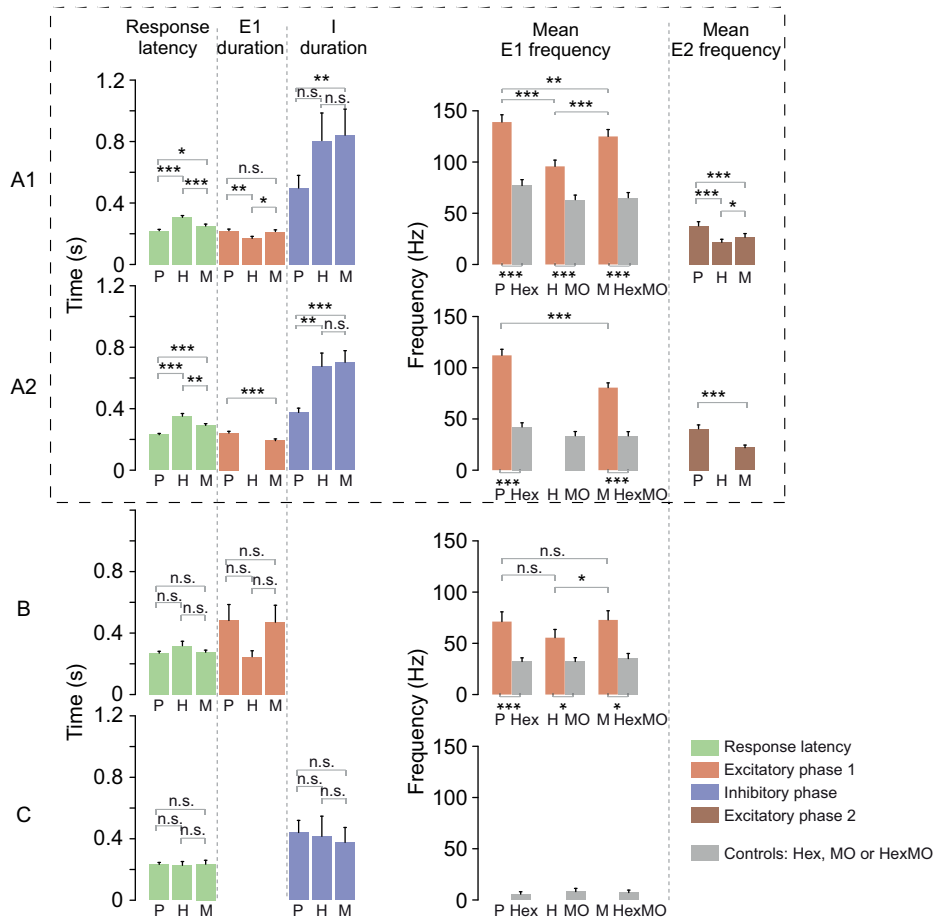 Response latency
E1 duration
I duration
Mean E1 frequency
Mean E2 frequency
A1
Time (s)
1.2
0.8
0.4
0
*
***
***
P H M
n.s.
**
*
P H M
**
n.s.
n.s.
P H M
Frequency (Hz)
150
100
50
0
**
***
***
***
***
***
P Hex H MO M HexMO
***
***
*
P H M
A2
1.2
0.8
0.4
0
***
***
**
P H M
***
P H M
***
**
n.s.
P H M
150
100
50
0
***
***
***
P Hex H MO M HexMO
***
P H M
B
Time (s)
0.8
0.4
0
n.s.
n.s.
n.s.
P H M
n.s.
n.s.
n.s.
P H M
Frequency (Hz)
150
100
50
0
n.s.
n.s.
*
***
*
*
P Hex H MO M HexMO
C
1.2
0.8
0.4
0
n.s.
n.s.
n.s.
P H M
n.s.
n.s.
n.s.
P H M
150
100
50
0
P Hex H MO M HexMO
Response latency
Excitatory phase 1
Inhibitory phase
Excitatory phase 2
Controls: Hex, MO or HexMO